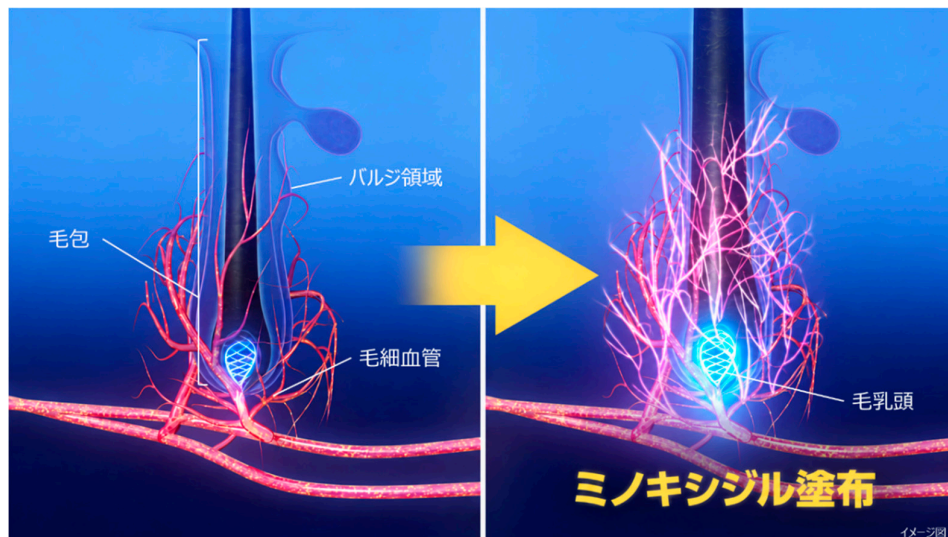 バルジ領域
毛包
毛細血管
毛乳頭
ミノキシジル塗布
イメージ図